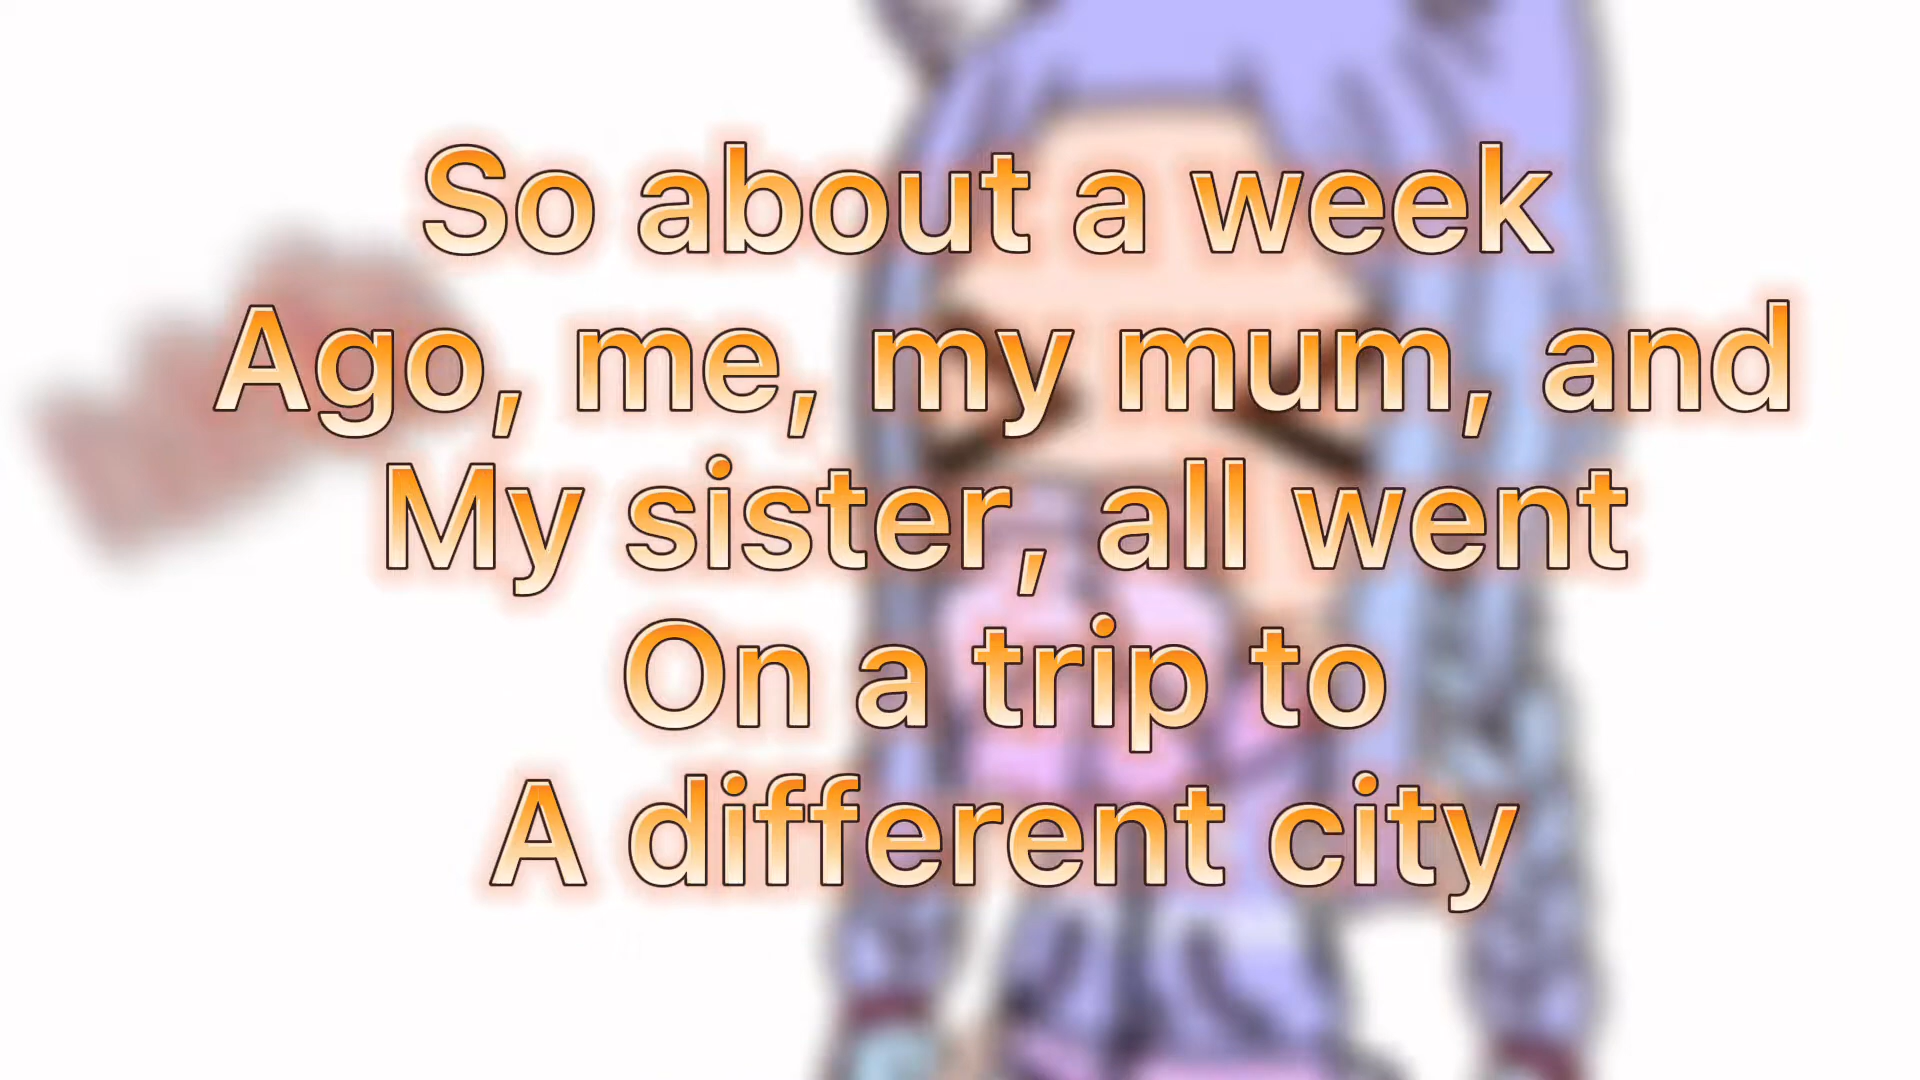 So about a week
Ago, me, my mum, and
My sister, all went
On a trip to
A different city